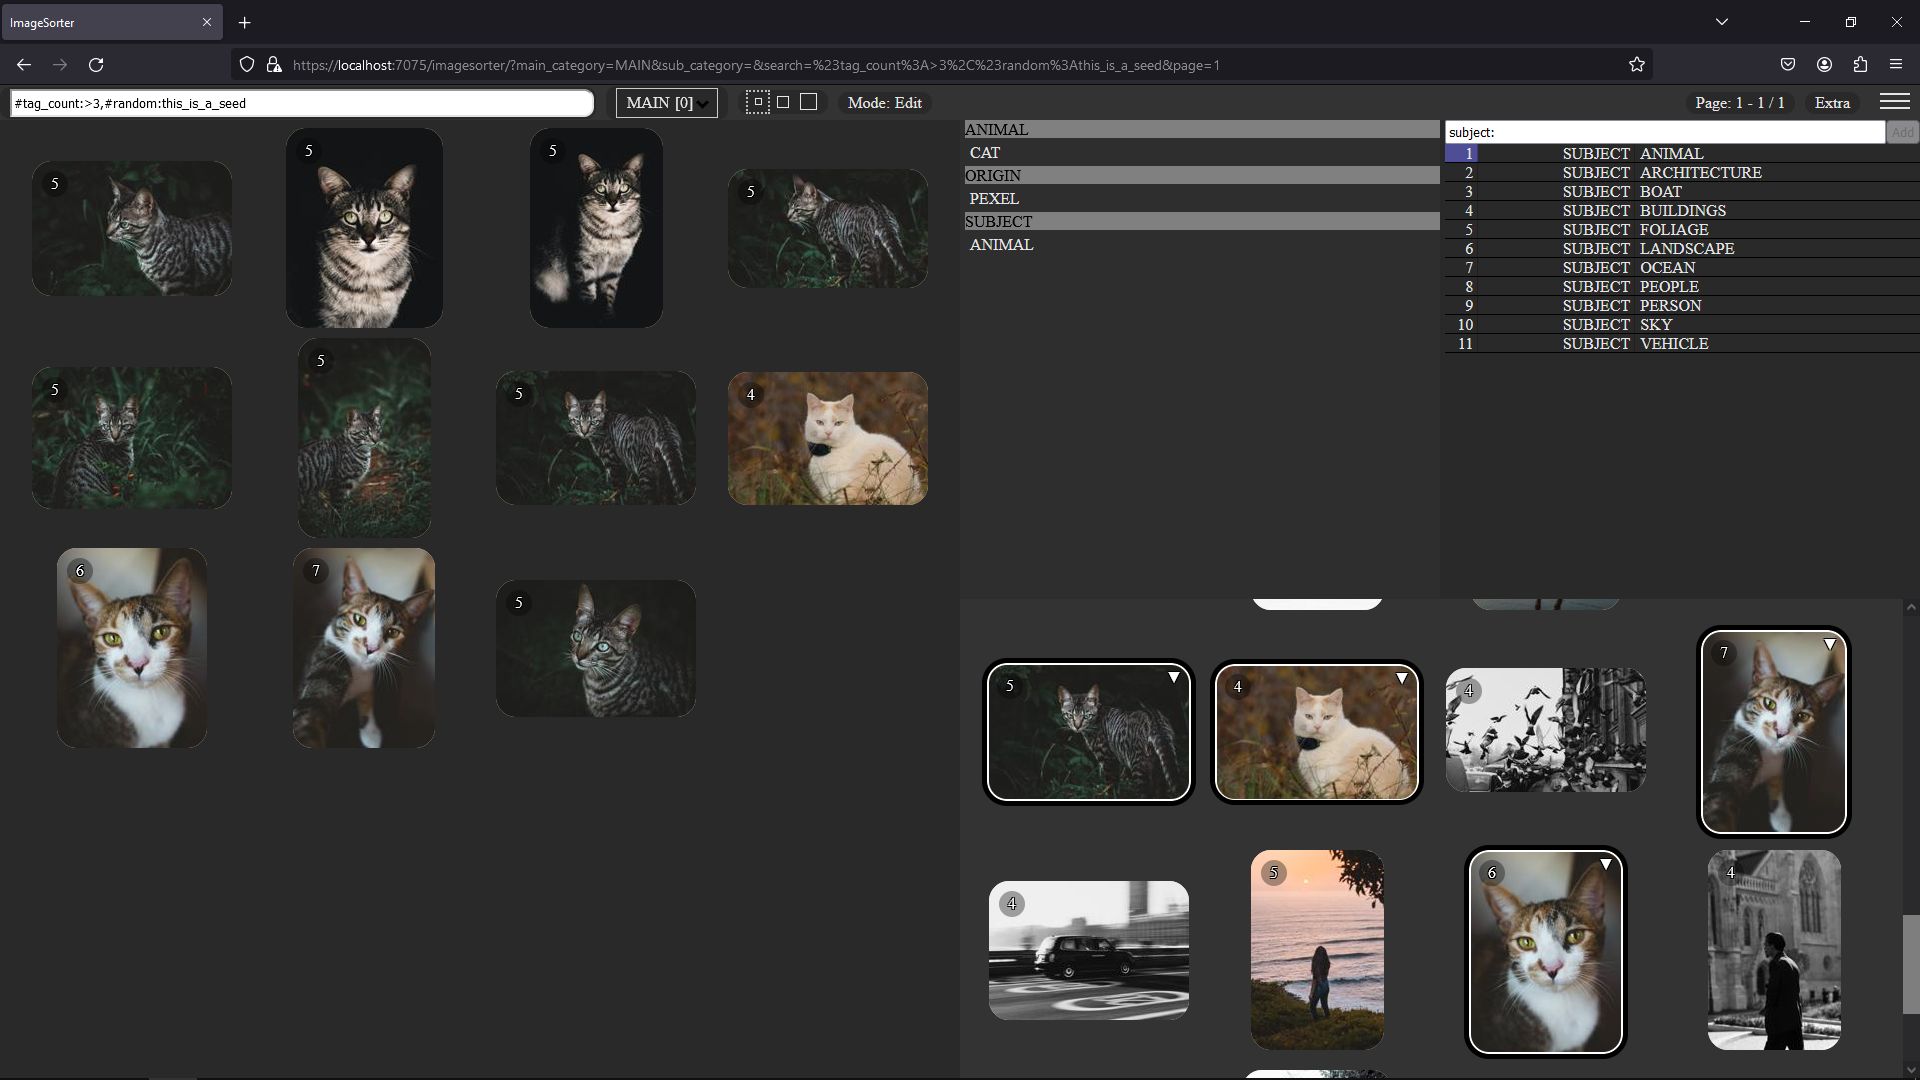 ImageSorter
https://localhost:7075/imagesorter/?main_category=MAIN&sub_category=&search=%23tag_count%3A>3%2C%23random%3Athis_is_a_seed&page=1
#tag_count:>3,#random:this_is_a_seed
MAIN [0]
Mode: Edit
Page: 1 - 1 / 1
Extra
5
5
5
5
5
5
5
4
6
7
5
ANIMAL
CAT
ORIGIN
PEXEL
SUBJECT
ANIMAL
subject:
Add
1 SUBJECT ANIMAL
2 SUBJECT ARCHITECTURE
3 SUBJECT BOAT
4 SUBJECT BUILDINGS
5 SUBJECT FOLIAGE
6 SUBJECT LANDSCAPE
7 SUBJECT OCEAN
8 SUBJECT PEOPLE
9 SUBJECT PERSON
10 SUBJECT SKY
11 SUBJECT VEHICLE
5
4
4
7
4
5
6
4